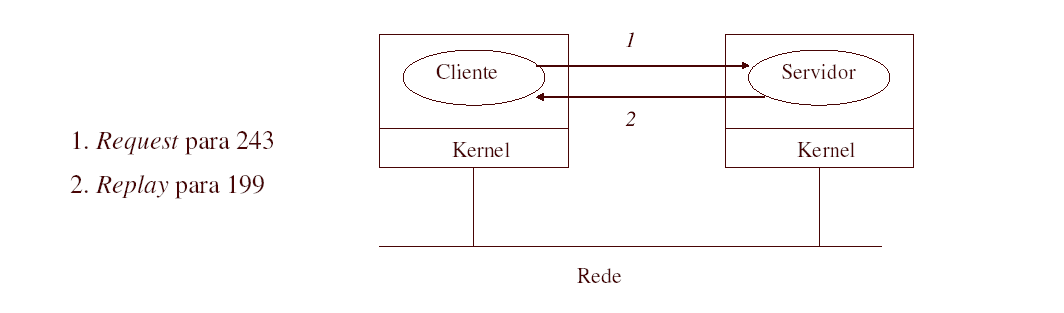 1
Cliente
Servidor
2
1. Request para 243
Kernel
Kernel
2. Replay para 199
Rede